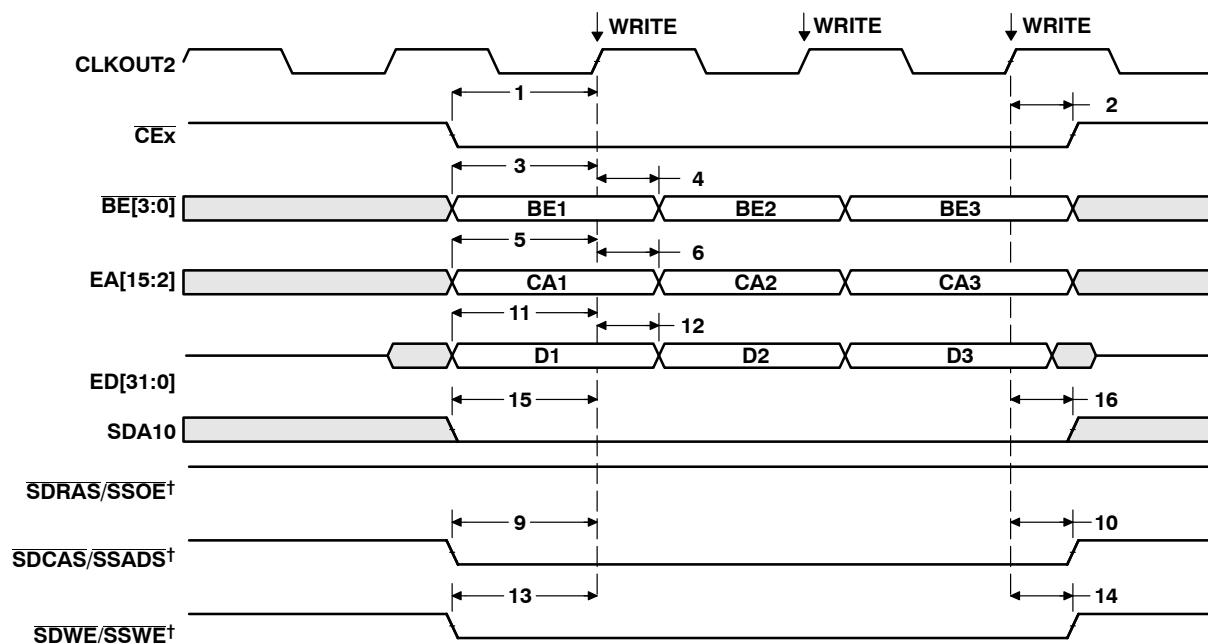 WRITE WRITE WRITE
CLKOUT2
1 2
CEx
3 4
BE[3:0] BE1 BE2 BE3
5 6
EA[15:2] CA1 CA2 CA3
11 12
D1 D2 D3
ED[31:0]
15 16
SDA10
SDRAS/SSOE†
9 10
SDCAS/SSADS†
13 14
SDWE/SSWE†